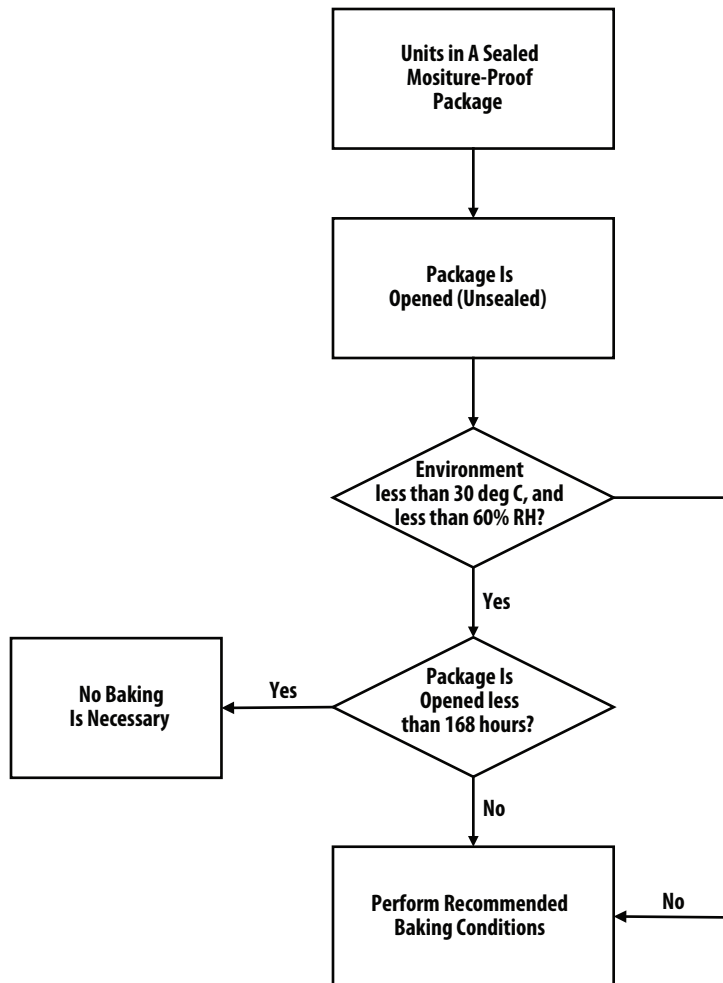 Units in A Sealed
Mositure-Proof
Package
Package Is
Opened (Unsealed)
Environment
less than 30 deg C, and
less than 60% RH?
Yes
Package Is
Opened less
than 168 hours?
Yes
No Baking
Is Necessary
No
Perform Recommended
Baking Conditions
No